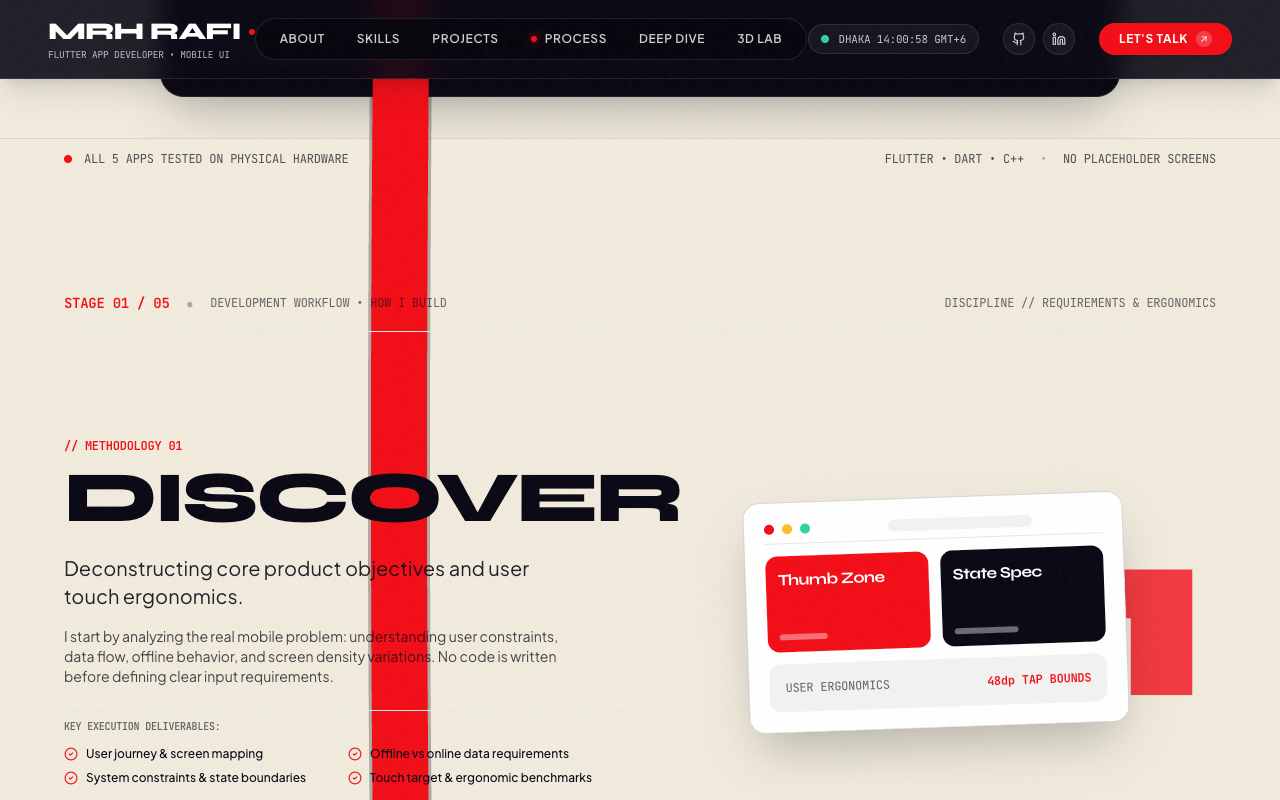 MRH RAFI
FLUTTER APP DEVELOPER • MOBILE UI
ABOUT
SKILLS
PROJECTS
PROCESS
DEEP DIVE
3D LAB
DHAKA 14:00:58 GMT+6
LET'S TALK
ALL 5 APPS TESTED ON PHYSICAL HARDWARE
FLUTTER • DART • C++ • NO PLACEHOLDER SCREENS
STAGE 01 / 05 • DEVELOPMENT WORKFLOW • HOW I BUILD
DISCIPLINE // REQUIREMENTS & ERGONOMICS
// METHODOLOGY 01
DISCOVER
Deconstructing core product objectives and user
touch ergonomics.
I start by analyzing the real mobile problem: understanding user constraints,
data flow, offline behavior, and screen density variations. No code is written
before defining clear input requirements.
KEY EXECUTION DELIVERABLES:
User journey & screen mapping
Offline vs online data requirements
System constraints & state boundaries
Touch target & ergonomic benchmarks
Thumb Zone
State Spec
USER ERGONOMICS
48dp TAP BOUNDS